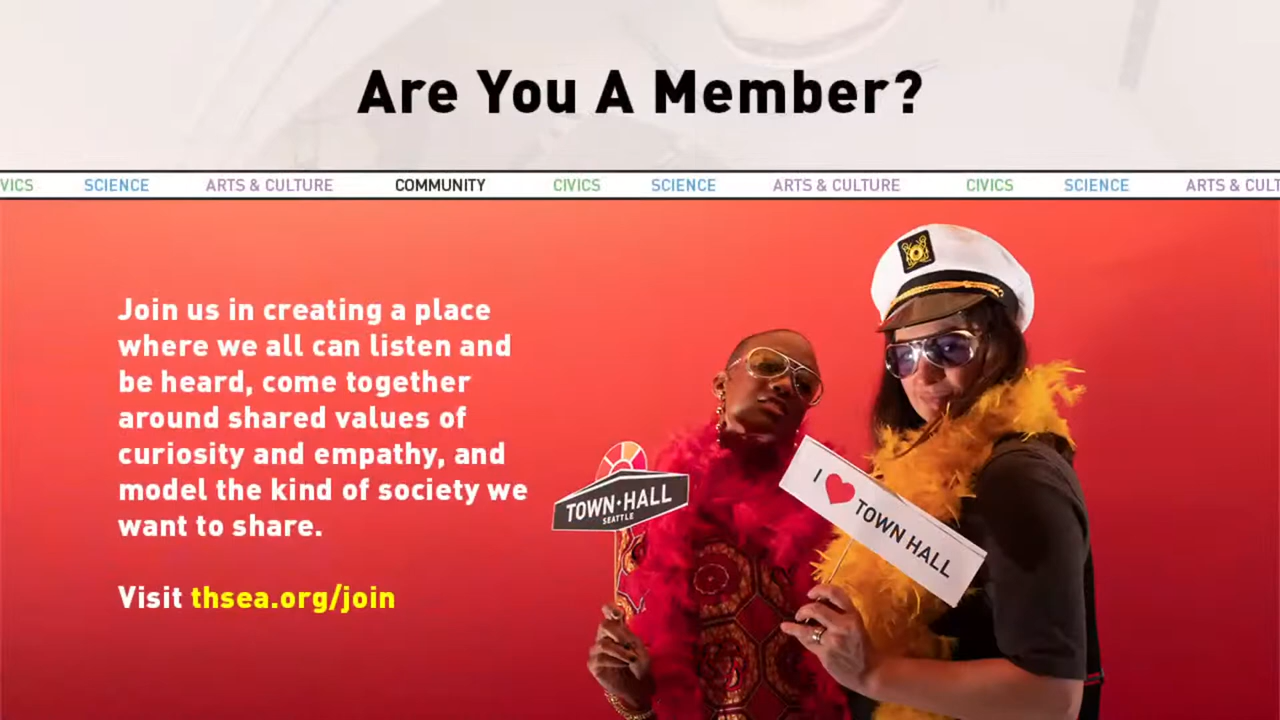 Are You A Member?
VICS SCIENCE ARTS & CULTURE COMMUNITY CIVICS SCIENCE ARTS & CULTURE CIVICS SCIENCE ARTS & CULT
Join us in creating a place
where we all can listen and
be heard, come together
around shared values of
curiosity and empathy, and
model the kind of society we
want to share.
Visit thsea.org/join
TOWN·HALL
SEATTLE
I ❤ TOWN HALL